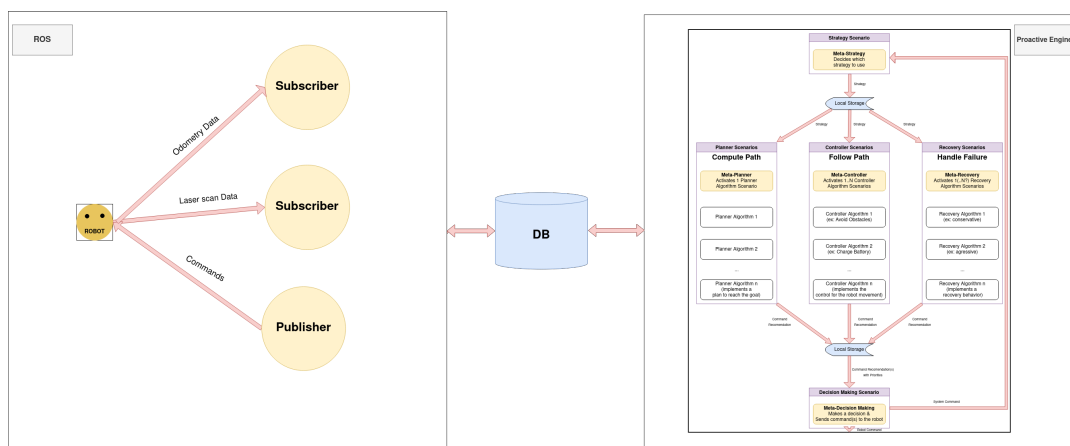 ROS
Subscriber
Odometry Data
Laser scan Data
Subscriber
ROBOT
Commands
Publisher
DB
Proactive Engine
Strategy Scenario
Meta-Strategy
Decides which
strategy to use
Strategy
Local Storage
Strategy
Strategy
Strategy
Planner Scenarios
Compute Path
Meta-Planner
Activates 1 Planner
Algorithm Scenario
Planner Algorithm 1
Planner Algorithm 2
...
Planner Algorithm n
(implements a
plan to reach the goal)
Controller Scenarios
Follow Path
Meta-Controller
Activates 1..N Controller
Algorithm Scenarios
Controller Algorithm 1
(ex: Avoid Obstacles)
Controller Algorithm 2
(ex: Charge Battery)
...
Controller Algorithm n
(implements the
control for the robot movement)
Recovery Scenarios
Handle Failure
Meta-Recovery
Activates 1(..N?) Recovery
Algorithm Scenarios
Recovery Algorithm 1
(ex: conservative)
Recovery Algorithm 2
(ex: agressive)
...
Recovery Algorithm n
(implements a
recovery behavior)
Command
Recomendation
Command
Recomendation
Command
Recomendation
Local Storage
Command Recomendations
with Priorities
Decision Making Scenario
Meta-Decision Making
Makes a decision &
Sends command(s) to the robot
System Command
Robot Command